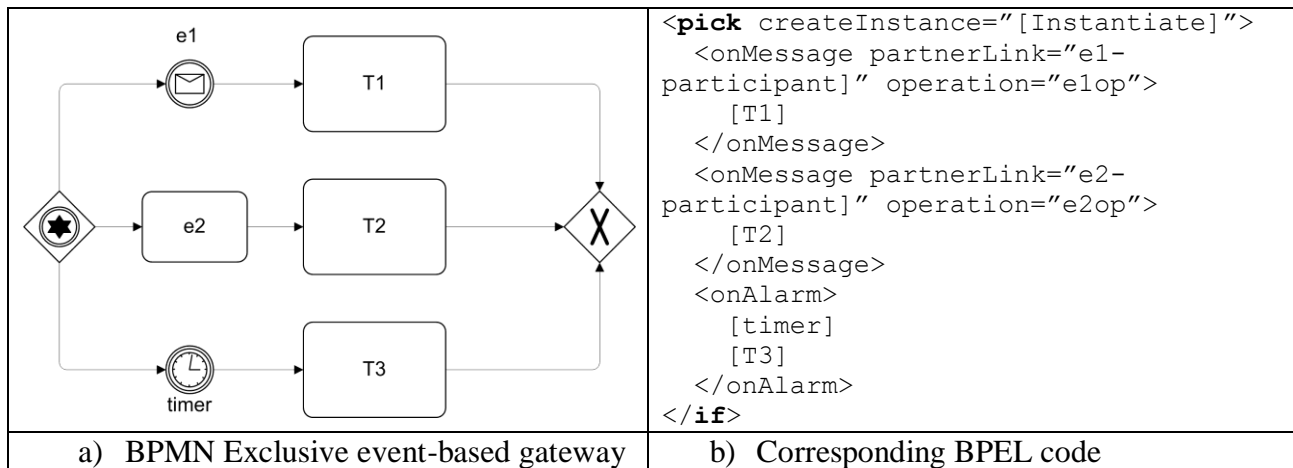 e1
T1
e2
T2
T3
timer
<pick createInstance=”[Instantiate]”>
<onMessage partnerLink=”e1-
participant]” operation=”e1op”>
[T1]
</onMessage>
<onMessage partnerLink=”e2-
participant]” operation=”e2op”>
[T2]
</onMessage>
<onAlarm>
[timer]
[T3]
</onAlarm>
</if>
a) BPMN Exclusive event-based gateway
b) Corresponding BPEL code